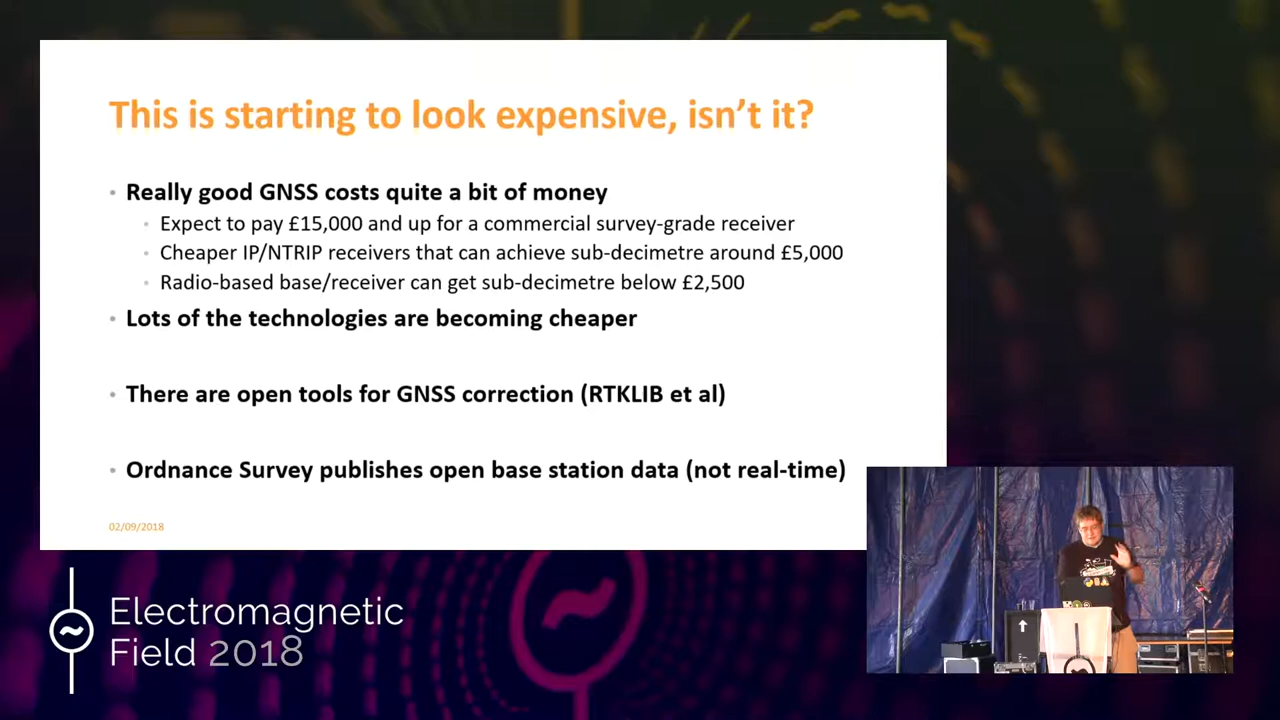 This is starting to look expensive, isn't it?
• Really good GNSS costs quite a bit of money
• Expect to pay £15,000 and up for a commercial survey-grade receiver
• Cheaper IP/NTRIP receivers that can achieve sub-decimetre around £5,000
• Radio-based base/receiver can get sub-decimetre below £2,500
• Lots of the technologies are becoming cheaper
• There are open tools for GNSS correction (RTKLIB et al)
• Ordnance Survey publishes open base station data (not real-time)
02/09/2018
Electromagnetic
Field 2018